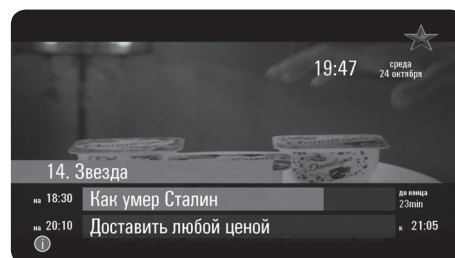 19:47
среда
24 октября
14. Звезда
на 18:30 Как умер Сталин до конца 23min
на 20:10 Доставить любой ценой к 21:05
i